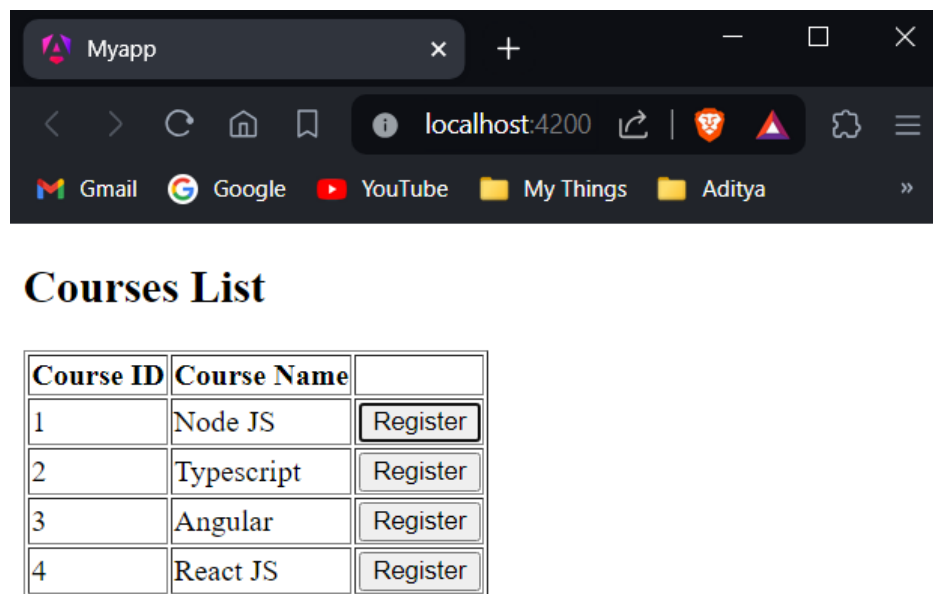 Myapp
localhost:4200
Gmail Google YouTube My Things Aditya »
Courses List
Course ID Course Name
1 Node JS Register
2 Typescript Register
3 Angular Register
4 React JS Register